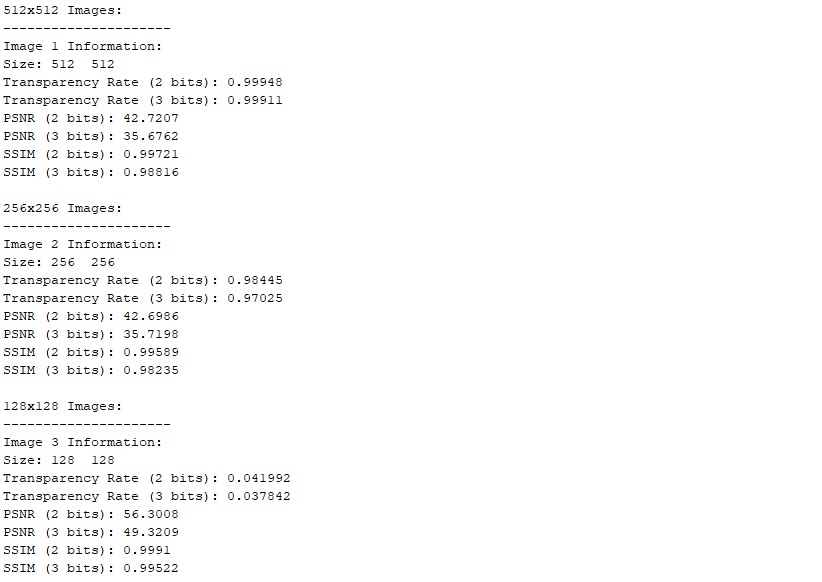 512x512 Images:
---------------------
Image 1 Information:
Size: 512  512
Transparency Rate (2 bits): 0.99948
Transparency Rate (3 bits): 0.99911
PSNR (2 bits): 42.7207
PSNR (3 bits): 35.6762
SSIM (2 bits): 0.99721
SSIM (3 bits): 0.98816
256x256 Images:
---------------------
Image 2 Information:
Size: 256  256
Transparency Rate (2 bits): 0.98445
Transparency Rate (3 bits): 0.97025
PSNR (2 bits): 42.6986
PSNR (3 bits): 35.7198
SSIM (2 bits): 0.99589
SSIM (3 bits): 0.98235
128x128 Images:
---------------------
Image 3 Information:
Size: 128  128
Transparency Rate (2 bits): 0.041992
Transparency Rate (3 bits): 0.037842
PSNR (2 bits): 56.3008
PSNR (3 bits): 49.3209
SSIM (2 bits): 0.9991
SSIM (3 bits): 0.99522